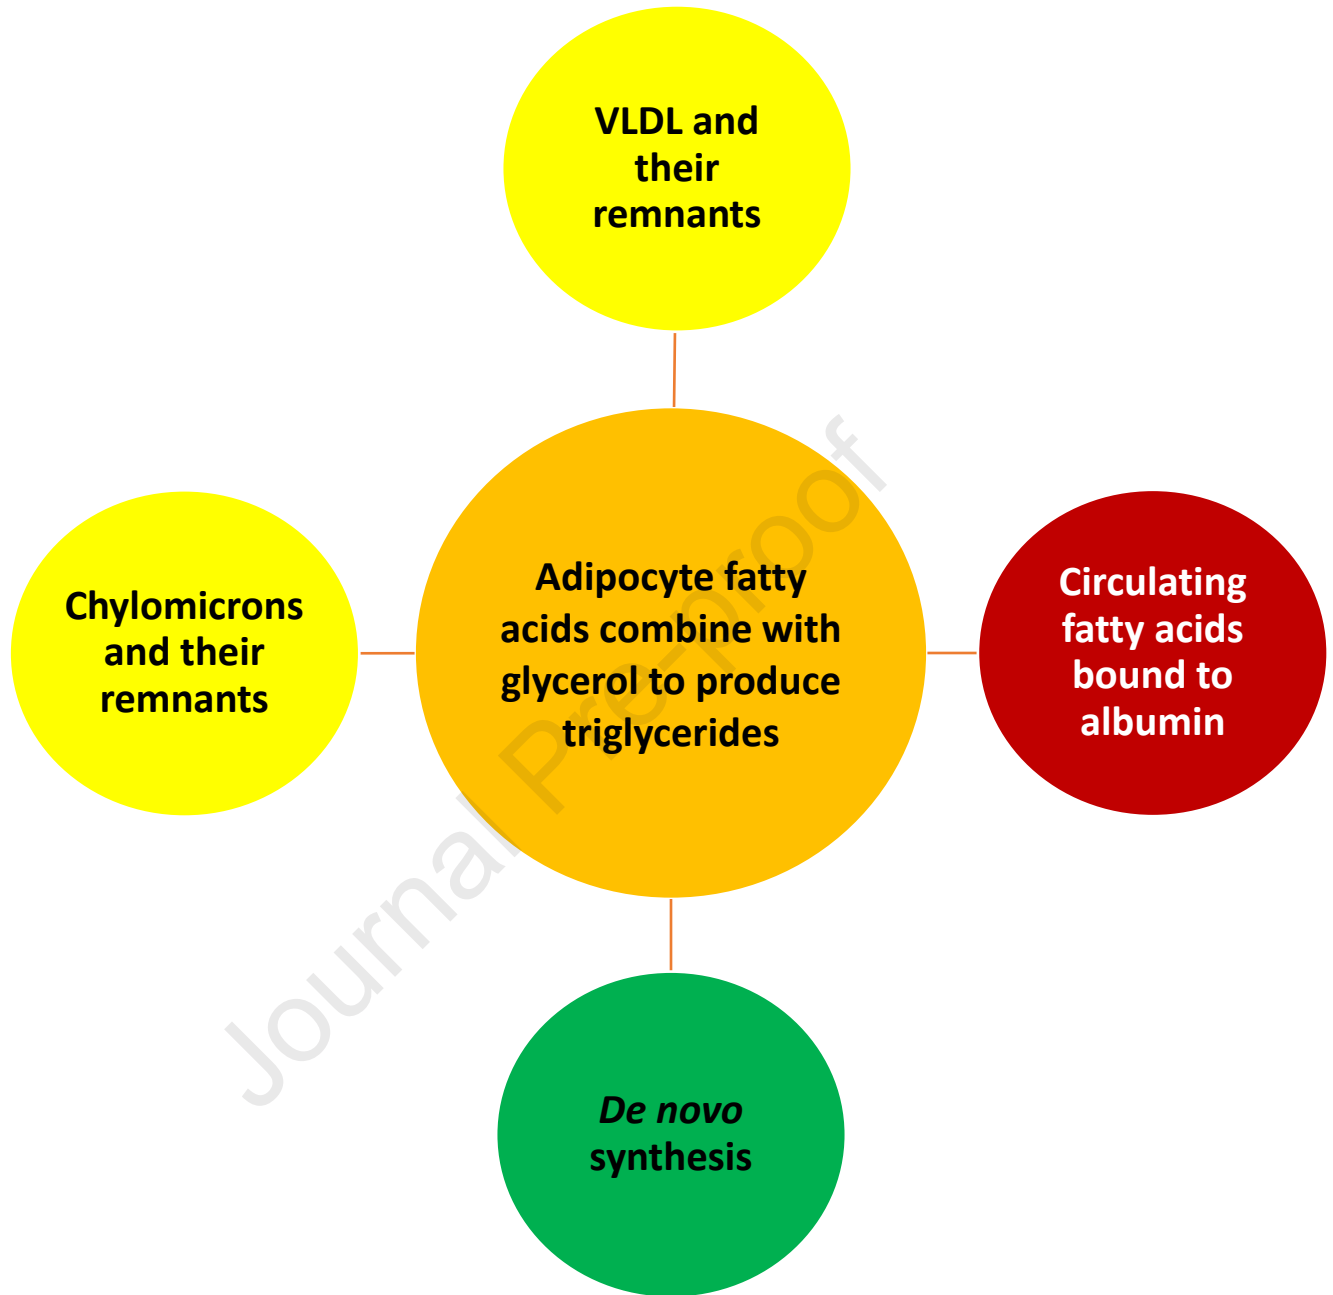 VLDL and
their
remnants
Chylomicrons
and their
remnants
Adipocyte fatty
acids combine with
glycerol to produce
triglycerides
Circulating
fatty acids
bound to
albumin
De novo
synthesis
Journal Pre-proof